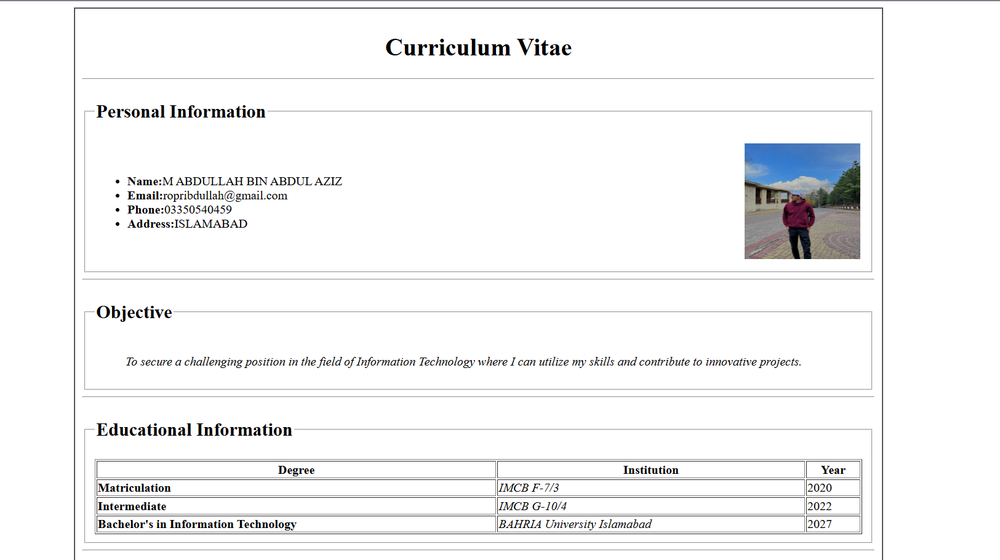 Curriculum Vitae
Personal Information
Name:M ABDULLAH BIN ABDUL AZIZ
Email:ropribdullah@gmail.com
Phone:03350540459
Address:ISLAMABAD
Objective
To secure a challenging position in the field of Information Technology where I can utilize my skills and contribute to innovative projects.
Educational Information
Degree Institution Year
Matriculation IMCB F-7/3 2020
Intermediate IMCB G-10/4 2022
Bachelor's in Information Technology BAHRIA University Islamabad 2027